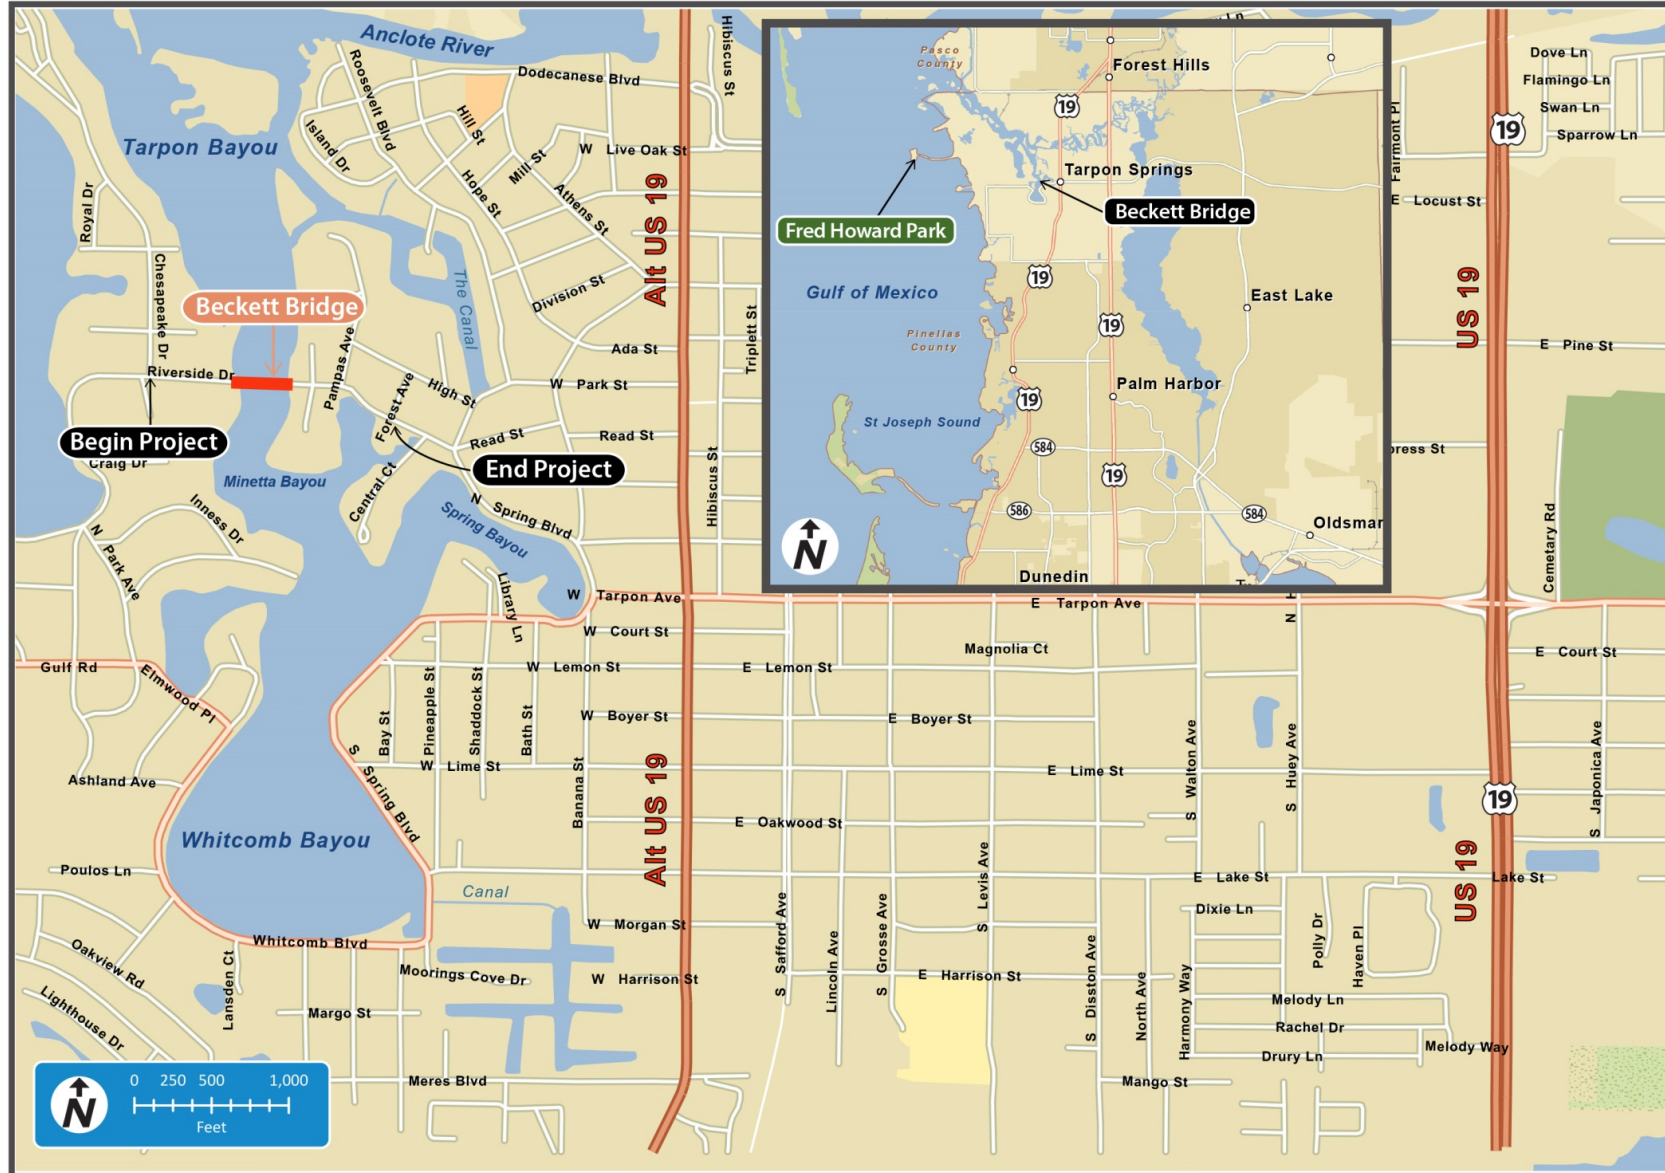 Anclote River
Dodecanese Blvd
Hibiscus St
Roosevelt Blvd
Hill St
Island Dr
Tarpon Bayou
W Live Oak St
Mill St
Hope St
Athens St
Royal Dr
Chesapeake Dr
Alt US 19
The Canal
Division St
Beckett Bridge
Triplett St
Ada St
Pampas Ave
Riverside Dr
High St
W Park St
Forest Ave
Begin Project
Read St
Read St
Craig Dr
End Project
Minetta Bayou
Central Ct
Hibiscus St
Inness Dr
N Spring Blvd
Spring Bayou
N Park Ave
Library Ln
W Tarpon Ave
E Tarpon Ave
W Court St
Magnolia Ct
Gulf Rd
Elmwood Pl
W Lemon St
E Lemon St
Bay St
Pineapple St
Shaddock St
Bath St
W Boyer St
E Boyer St
S Spring Blvd
W Lime St
E Lime St
Ashland Ave
Banana St
Alt US 19
E Oakwood St
Whitcomb Bayou
S Walton Ave
S Huey Ave
S Japonica Ave
Poulos Ln
Canal
S Levis Ave
E Lake St
Lake St
Dixie Ln
W Morgan St
Whitcomb Blvd
Oakview Rd
Lansden Ct
Moorings Cove Dr
W Harrison St
S Safford Ave
Lincoln Ave
S Grosse Ave
E Harrison St
S Disston Ave
North Ave
Harmony Way
Polly Dr
Haven Pl
Melody Ln
Rachel Dr
Drury Ln
Melody Way
Lighthouse Dr
Margo St
Meres Blvd
Mango St
Pasco
County
Forest Hills
19
Tarpon Springs
Fred Howard Park
Beckett Bridge
19
Gulf of Mexico
East Lake
19
Pinellas
County
Palm Harbor
19
St Joseph Sound
584
19
586
584
Oldsmar
N
Dunedin
Dove Ln
Flamingo Ln
Swan Ln
Sparrow Ln
19
Fairmont Pl
E Locust St
US 19
E Pine St
press St
Cemetary Rd
N H
E Court St
19
US 19
N
0 250 500 1,000
Feet